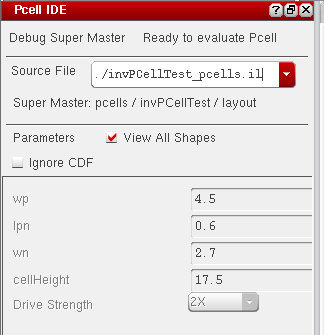 Pcell IDE
Debug Super Master Ready to evaluate Pcell
Source File ./invPCellTest_pcells.il
Super Master: pcells / invPCellTest / layout
Parameters View All Shapes
Ignore CDF
wp 4.5
lpn 0.6
wn 2.7
cellHeight 17.5
Drive Strength 2X